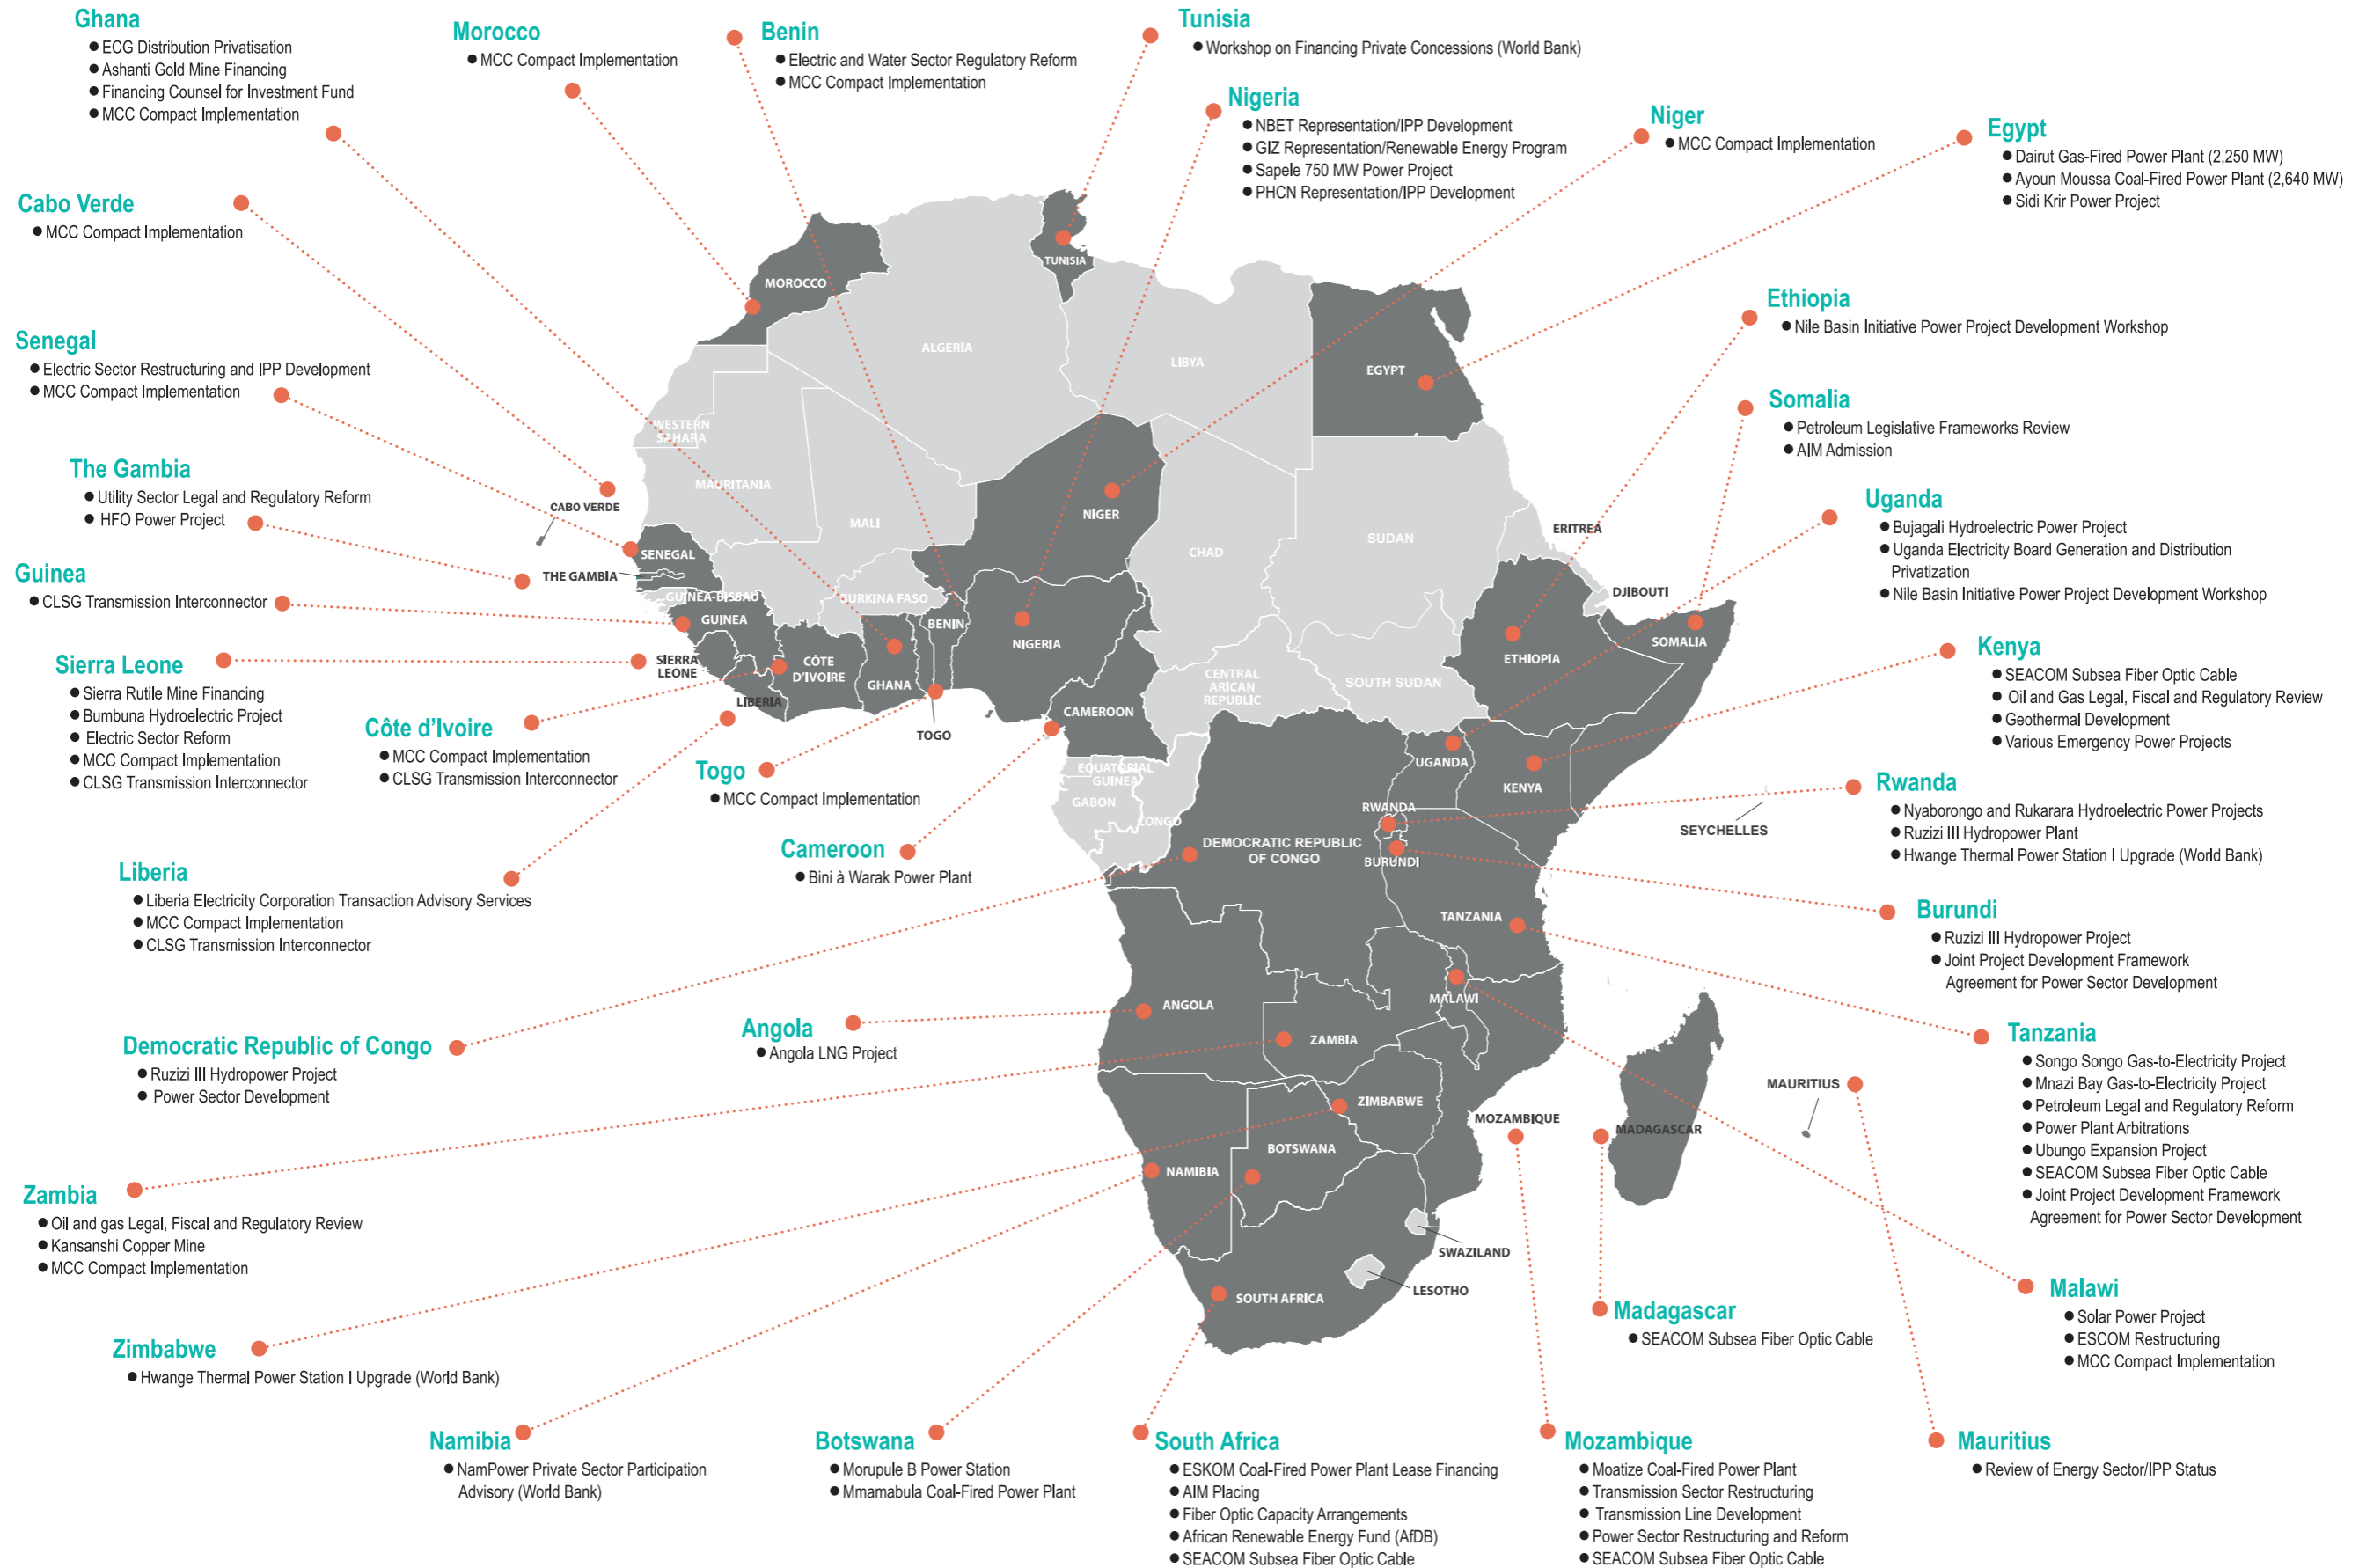 Ghana
● ECG Distribution Privatisation
● Ashanti Gold Mine Financing
● Financing Counsel for Investment Fund
● MCC Compact Implementation
Morocco
● MCC Compact Implementation
Benin
● Electric and Water Sector Regulatory Reform
● MCC Compact Implementation
Tunisia
● Workshop on Financing Private Concessions (World Bank)
Nigeria
● NBET Representation/IPP Development
● GIZ Representation/Renewable Energy Program
● Sapele 750 MW Power Project
● PHCN Representation/IPP Development
Niger
● MCC Compact Implementation
Egypt
● Dairut Gas-Fired Power Plant (2,250 MW)
● Ayoun Moussa Coal-Fired Power Plant (2,640 MW)
● Sidi Krir Power Project
Cabo Verde
● MCC Compact Implementation
Senegal
● Electric Sector Restructuring and IPP Development
● MCC Compact Implementation
The Gambia
● Utility Sector Legal and Regulatory Reform
● HFO Power Project
Guinea
● CLSG Transmission Interconnector
Sierra Leone
● Sierra Rutile Mine Financing
● Bumbuna Hydroelectric Project
● Electric Sector Reform
● MCC Compact Implementation
● CLSG Transmission Interconnector
Côte d'Ivoire
● MCC Compact Implementation
● CLSG Transmission Interconnector
Togo
● MCC Compact Implementation
Cameroon
● Bini à Warak Power Plant
Liberia
● Liberia Electricity Corporation Transaction Advisory Services
● MCC Compact Implementation
● CLSG Transmission Interconnector
Democratic Republic of Congo
● Ruzizi III Hydropower Project
● Power Sector Development
Angola
● Angola LNG Project
Zambia
● Oil and gas Legal, Fiscal and Regulatory Review
● Kansanshi Copper Mine
● MCC Compact Implementation
Zimbabwe
● Hwange Thermal Power Station I Upgrade (World Bank)
Namibia
● NamPower Private Sector Participation
Advisory (World Bank)
Botswana
● Morupule B Power Station
● Mmamabula Coal-Fired Power Plant
South Africa
● ESKOM Coal-Fired Power Plant Lease Financing
● AIM Placing
● Fiber Optic Capacity Arrangements
● African Renewable Energy Fund (AfDB)
● SEACOM Subsea Fiber Optic Cable
Mozambique
● Moatize Coal-Fired Power Plant
● Transmission Sector Restructuring
● Transmission Line Development
● Power Sector Restructuring and Reform
● SEACOM Subsea Fiber Optic Cable
Mauritius
● Review of Energy Sector/IPP Status
Madagascar
● SEACOM Subsea Fiber Optic Cable
Malawi
● Solar Power Project
● ESCOM Restructuring
● MCC Compact Implementation
Ethiopia
● Nile Basin Initiative Power Project Development Workshop
Somalia
● Petroleum Legislative Frameworks Review
● AIM Admission
Uganda
● Bujagali Hydroelectric Power Project
● Uganda Electricity Board Generation and Distribution
Privatization
● Nile Basin Initiative Power Project Development Workshop
Kenya
● SEACOM Subsea Fiber Optic Cable
● Oil and Gas Legal, Fiscal and Regulatory Review
● Geothermal Development
● Various Emergency Power Projects
Rwanda
● Nyaborongo and Rukarara Hydroelectric Power Projects
● Ruzizi III Hydropower Plant
● Hwange Thermal Power Station I Upgrade (World Bank)
Burundi
● Ruzizi III Hydropower Project
● Joint Project Development Framework
Agreement for Power Sector Development
Tanzania
● Songo Songo Gas-to-Electricity Project
● Mnazi Bay Gas-to-Electricity Project
● Petroleum Legal and Regulatory Reform
● Power Plant Arbitrations
● Ubungo Expansion Project
● SEACOM Subsea Fiber Optic Cable
● Joint Project Development Framework
Agreement for Power Sector Development
TUNISIA
MOROCCO
ALGERIA
LIBYA
EGYPT
WESTERN
SAHARA
MAURITANIA
MALI
NIGER
CHAD
SUDAN
ERITREA
DJIBOUTI
CABO VERDE
SENEGAL
THE GAMBIA
GUINEA-BISSAU
GUINEA
BURKINA FASO
BENIN
NIGERIA
SIERRA
LEONE
LIBERIA
CÔTE
D'IVOIRE
GHANA
TOGO
CAMEROON
CENTRAL
ARICAN
REPUBLIC
SOUTH SUDAN
ETHIOPIA
SOMALIA
EQUATORIAL
GUINEA
GABON
CONGO
DEMOCRATIC REPUBLIC
OF CONGO
UGANDA
KENYA
RWANDA
BURUNDI
SEYCHELLES
TANZANIA
ANGOLA
ZAMBIA
MALAWI
ZIMBABWE
MOZAMBIQUE
MADAGASCAR
MAURITIUS
NAMIBIA
BOTSWANA
SWAZILAND
LESOTHO
SOUTH AFRICA